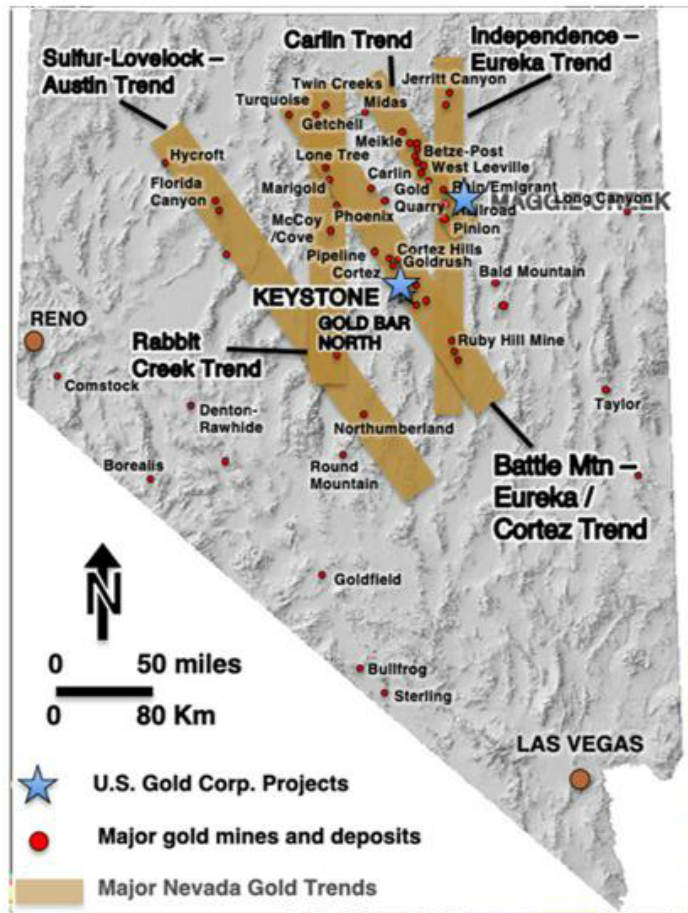 Carlin Trend
Independence –
Eureka Trend
Sulfur-Lovelock –
Austin Trend
Twin Creeks
Jerritt Canyon
Turquoise
Midas
Getchell
Meikle
Betze-Post
Hycroft
Lone Tree
West Leeville
Carlin
Florida
Canyon
Marigold
Gold
Quarry
Rain/Emigrant
MAGGIE CREEK
Long Canyon
Railroad
Phoenix
Pinion
McCoy
/Cove
Pipeline
Cortez Hills
Goldrush
Cortez
Bald Mountain
KEYSTONE
GOLD BAR
NORTH
RENO
Rabbit
Creek Trend
Ruby Hill Mine
Comstock
Taylor
Denton-
Rawhide
Northumberland
Borealis
Round
Mountain
Battle Mtn –
Eureka /
Cortez Trend
N
Goldfield
0 50 miles
0 80 Km
Bullfrog
Sterling
LAS VEGAS
U.S. Gold Corp. Projects
Major gold mines and deposits
Major Nevada Gold Trends